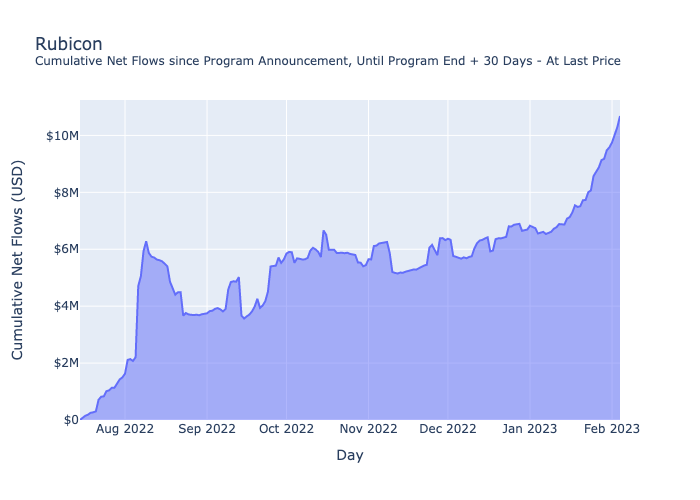 Rubicon
Cumulative Net Flows since Program Announcement, Until Program End + 30 Days - At Last Price
Cumulative Net Flows (USD)
$10M
$8M
$6M
$4M
$2M
$0
Aug 2022 Sep 2022 Oct 2022 Nov 2022 Dec 2022 Jan 2023 Feb 2023
Day